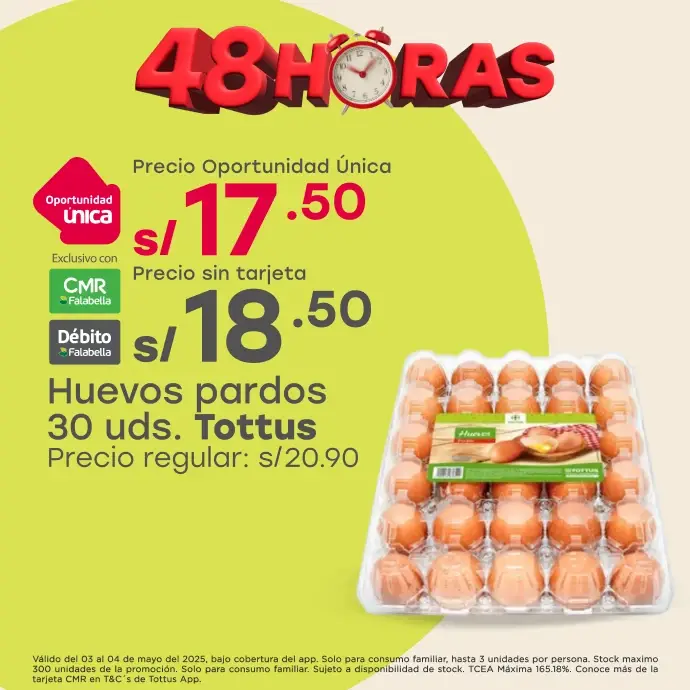 48HORAS
Precio Oportunidad Única
Oportunidad
única
s/17.50
Exclusivo con
CMR
Falabella
Precio sin tarjeta
Débito
Falabella
s/18.50
Huevos pardos
30 uds. Tottus
Precio regular: s/20.90
Huevos
TOTTUS
Válido del 03 al 04 de mayo del 2025, bajo cobertura del app. Solo para consumo familiar, hasta 3 unidades por persona. Stock maximo
300 unidades de la promoción. Solo para consumo familiar. Sujeto a disponibilidad de stock. TCEA Máxima 165.18%. Conoce más de la
tarjeta CMR en T&C´s de Tottus App.